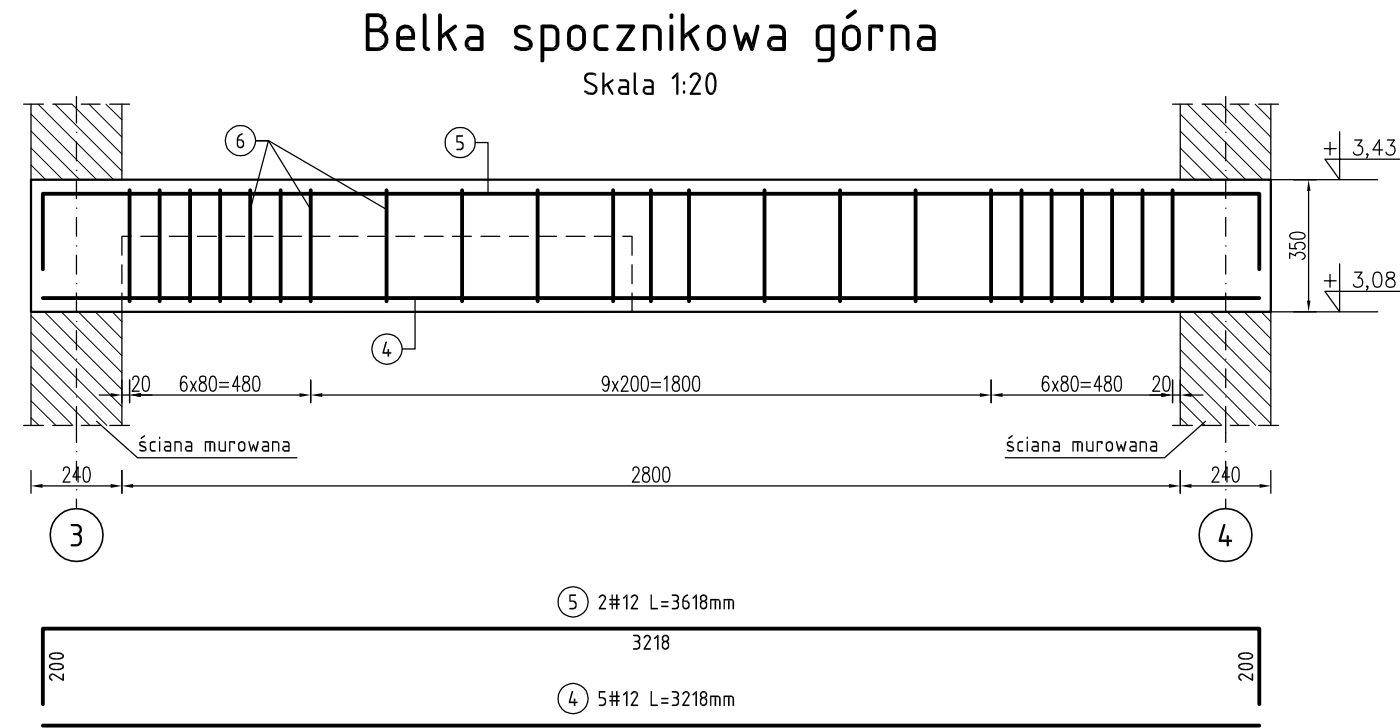 Belka spocznikowa górna
Skala 1:20
6
5
+ 3,43
350
+ 3,08
4
20 6x80=480 9x200=1800 6x80=480 20
ściana murowana ściana murowana
240 2800 240
3 4
5 2#12 L=3618mm
3218
200 200
4 5#12 L=3218mm